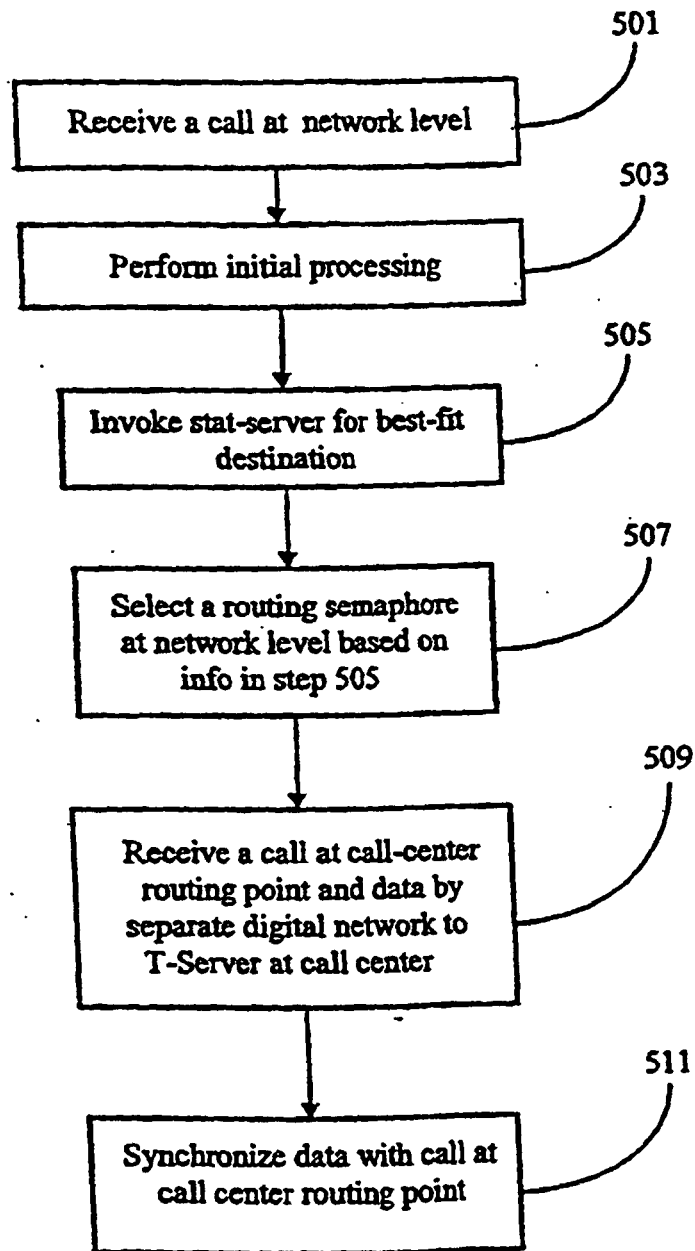 501
Receive a call at network level
503
Perform initial processing
505
Invoke stat-server for best-fit
destination
507
Select a routing semaphore
at network level based on
info in step 505
509
Receive a call at call-center
routing point and data by
separate digital network to
T-Server at call center
511
Synchronize data with call at
call center routing point